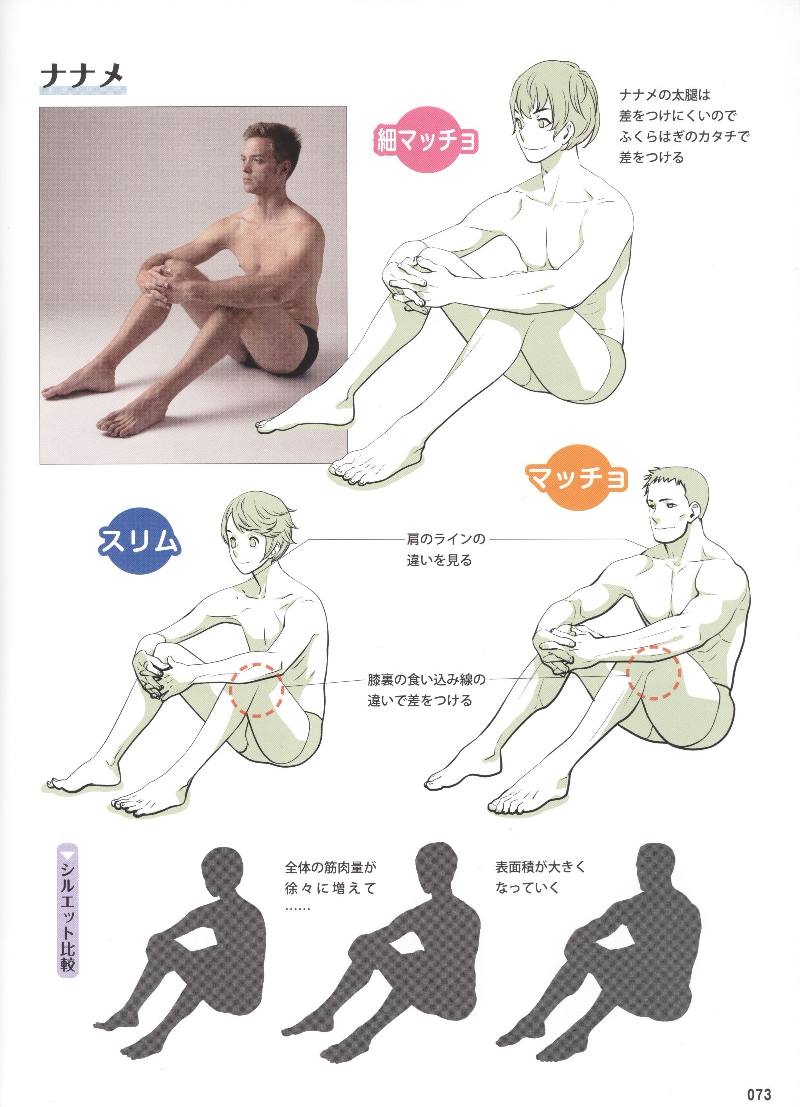 ナナメ
細マッチョ
ナナメの太腿は
差をつけにくいので
ふくらはぎのカタチで
差をつける
マッチョ
スリム
肩のラインの
違いを見る
膝裏の食い込み線の
違いで差をつける
▼シルエット比較
全体の筋肉量が
徐々に増えて
……
表面積が大きく
なっていく
073